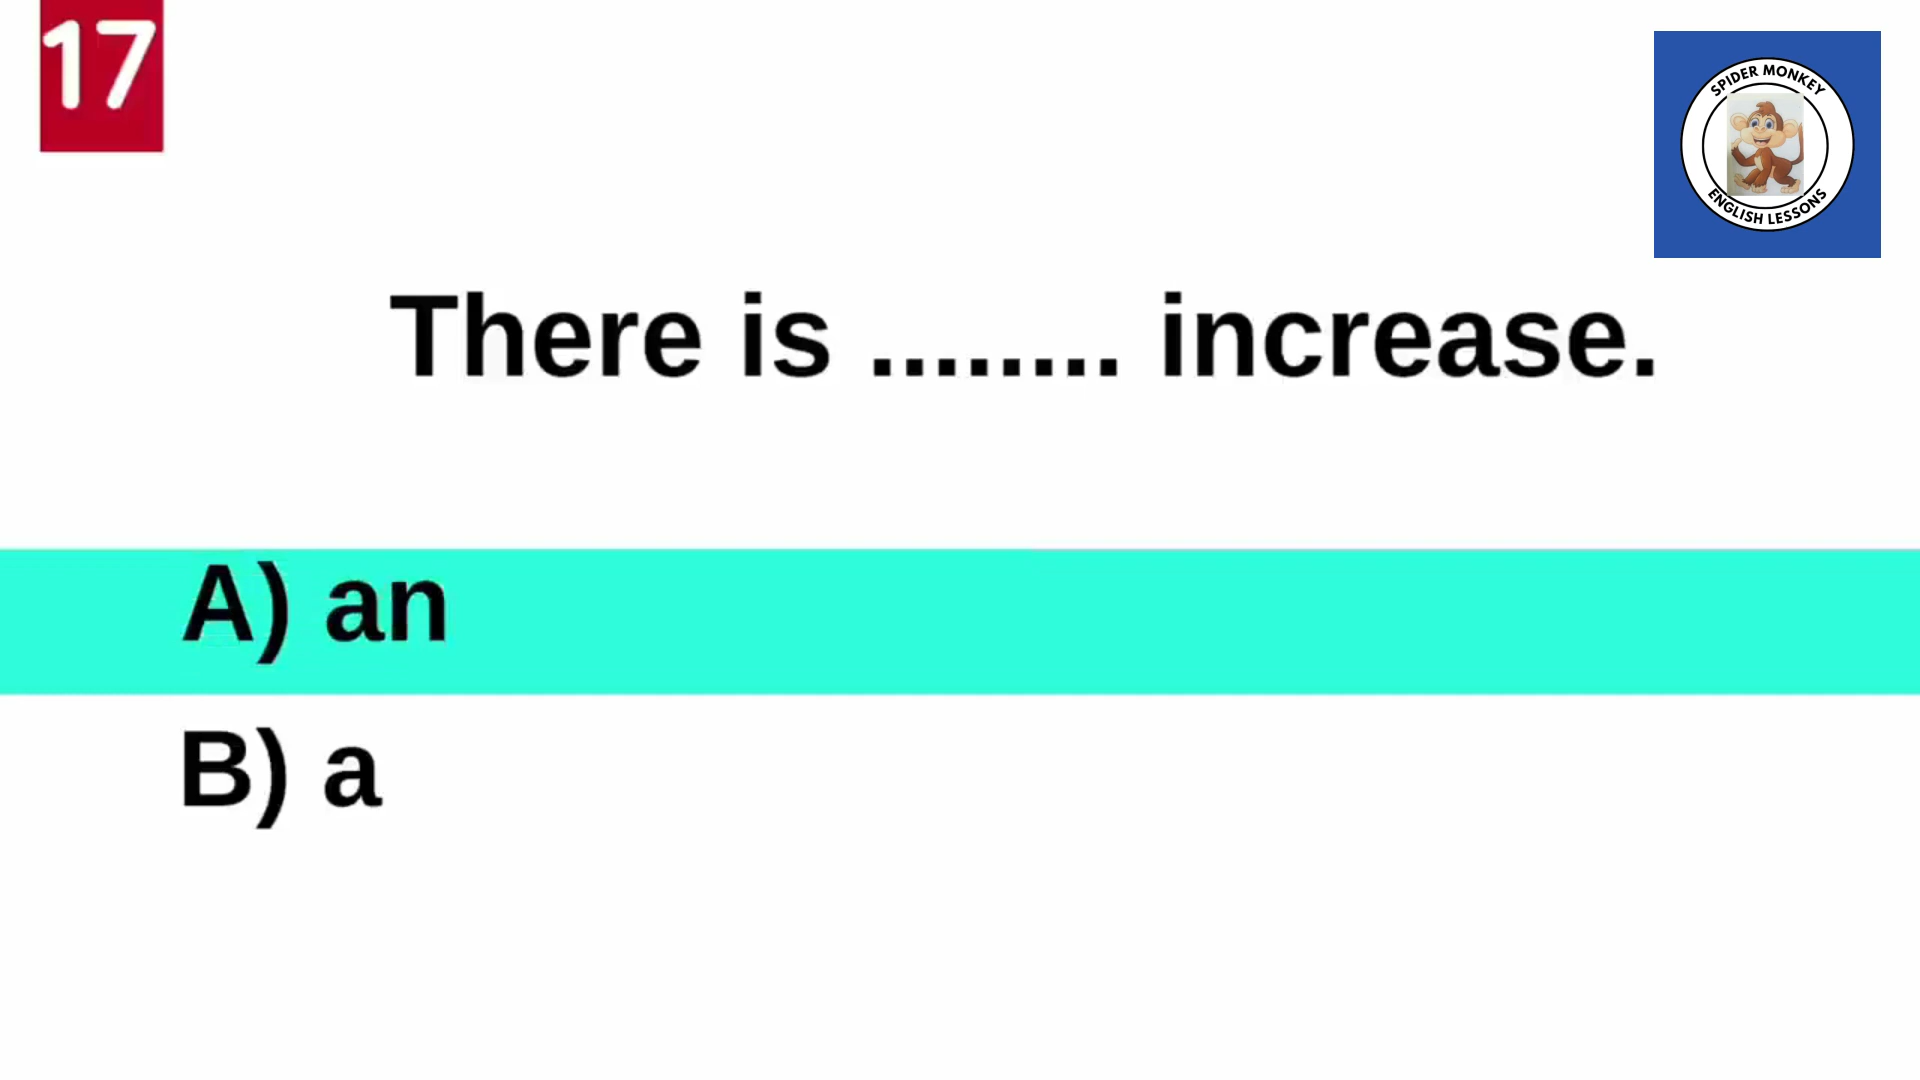 17
SPIDER MONKEY
ENGLISH LESSONS
There is ........ increase.
A) an
B) a